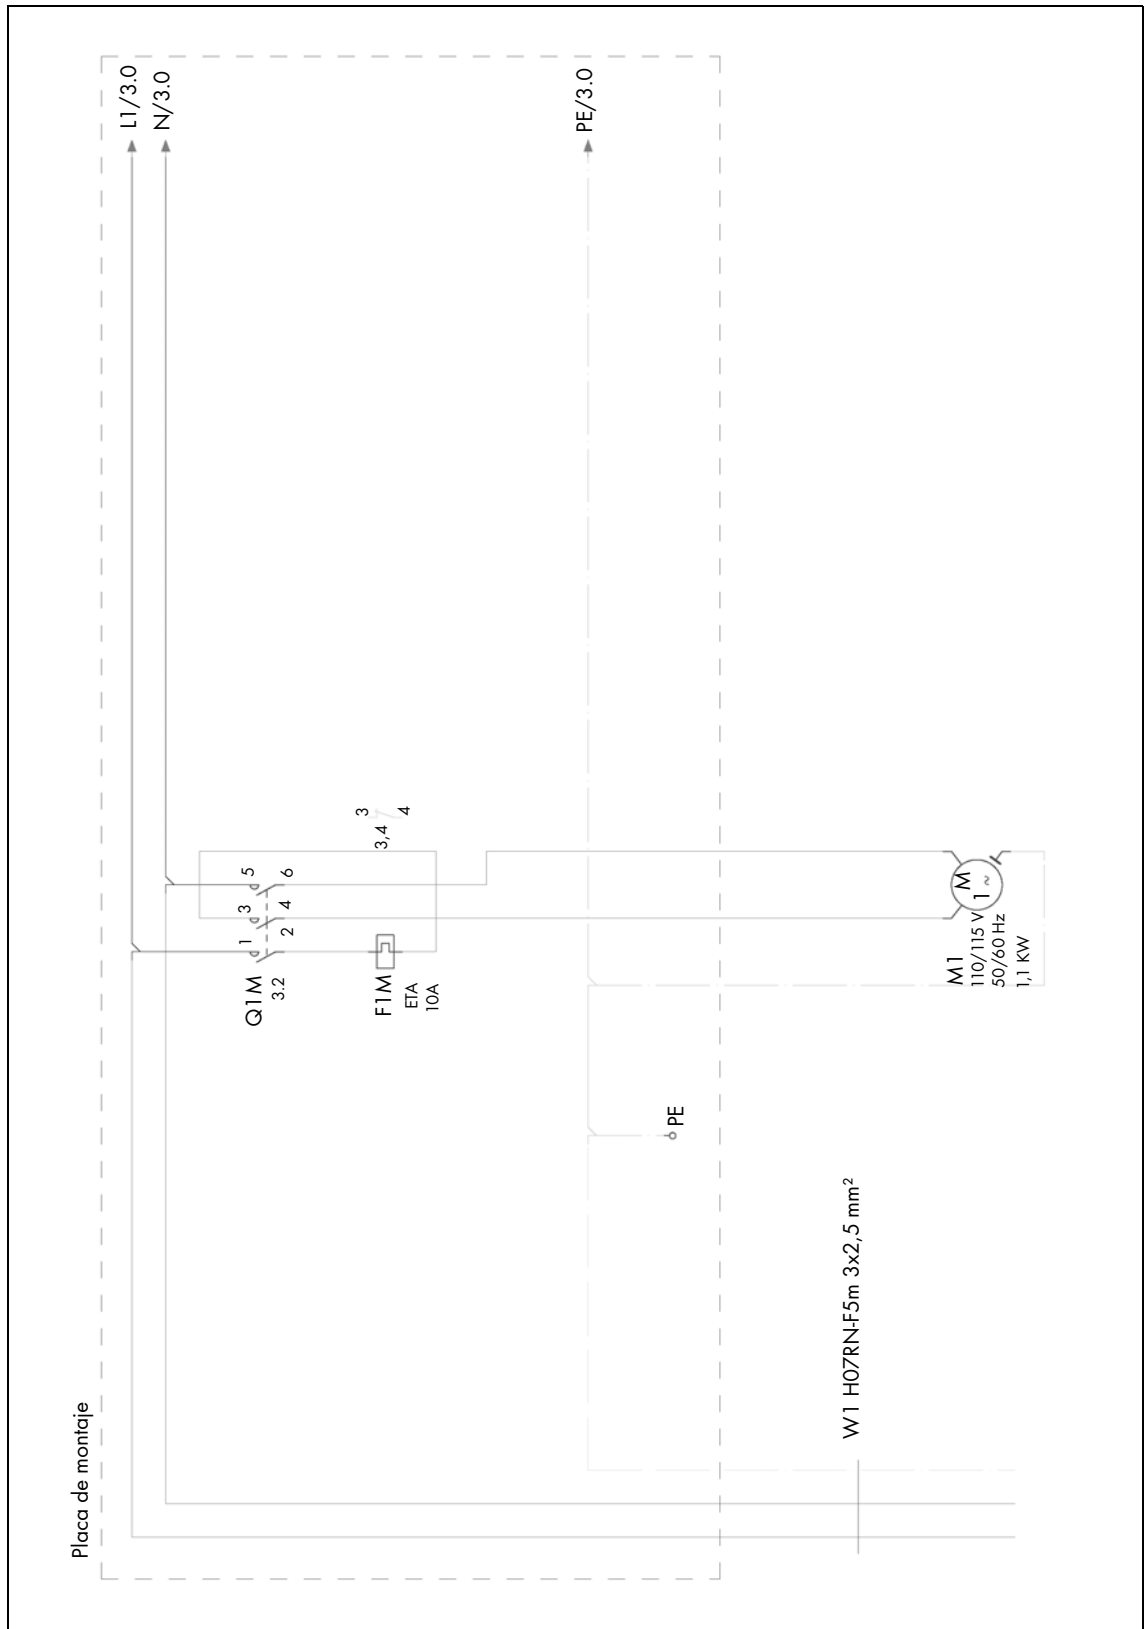 Placa de montaje
L1/3.0
N/3.0
PE/3.0
Q1M
3.2
1
2
3
4
5
6
F1M
ETA
10A
3,4
3
4
PE
W1 H07RN-F5m 3x2,5 mm²
M1
110/115 V
50/60 Hz
1,1 KW
M
1~